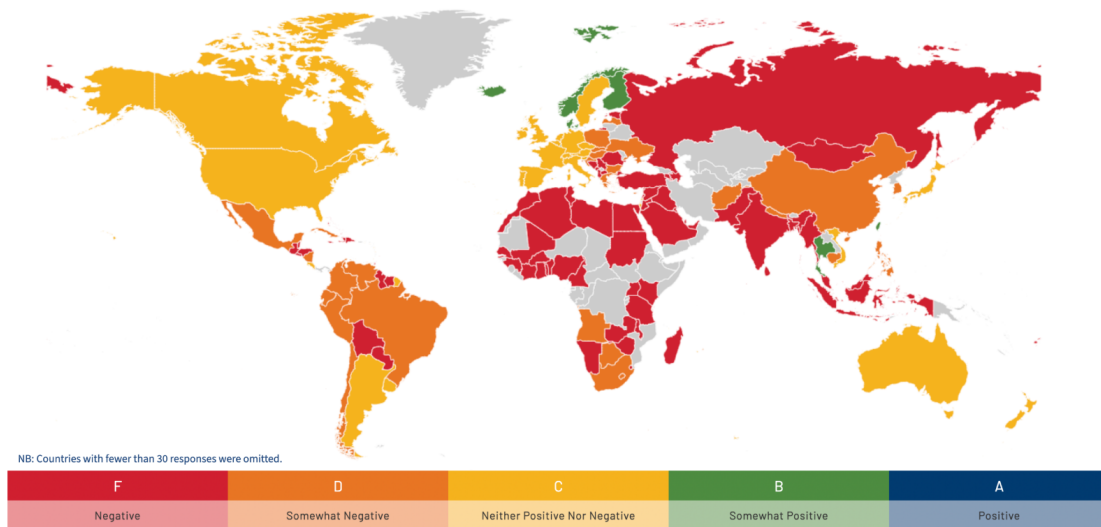 NB: Countries with fewer than 30 responses were omitted.
F D C B A
Negative Somewhat Negative Neither Positive Nor Negative Somewhat Positive Positive